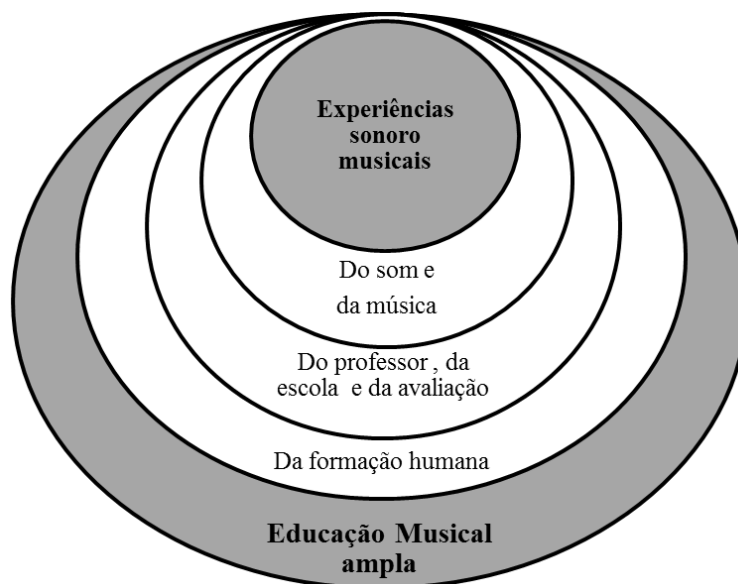 Experiências
sonoro
musicais
Do som e
da música
Do professor , da
escola e da avaliação
Da formação humana
Educação Musical
ampla